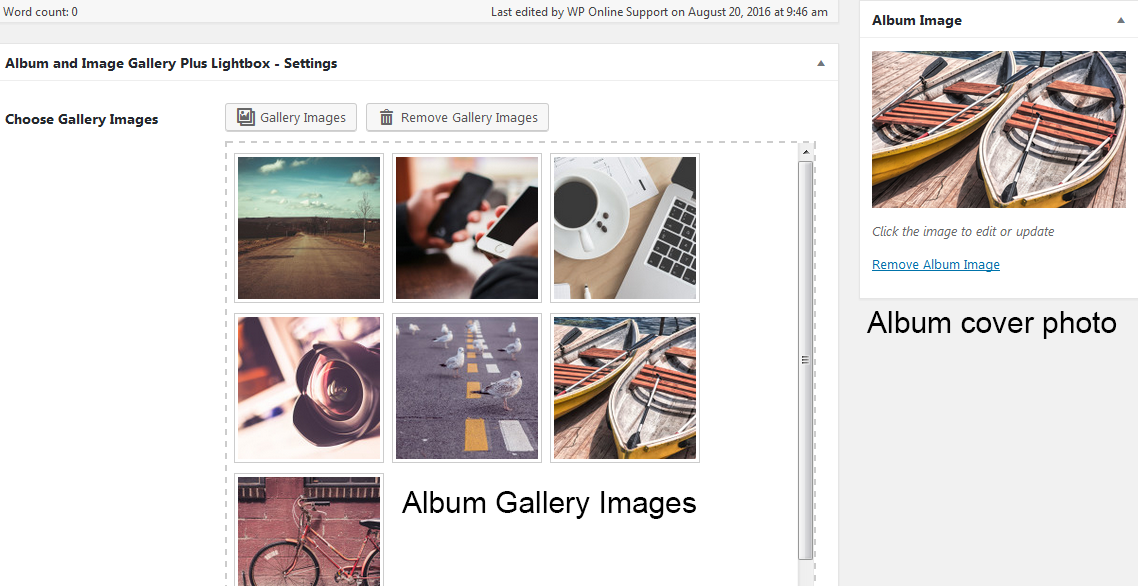 Word count: 0
Last edited by WP Online Support on August 20, 2016 at 9:46 am
Album and Image Gallery Plus Lightbox - Settings
Choose Gallery Images
Gallery Images
Remove Gallery Images
Album Gallery Images
Album Image
Click the image to edit or update
Remove Album Image
Album cover photo